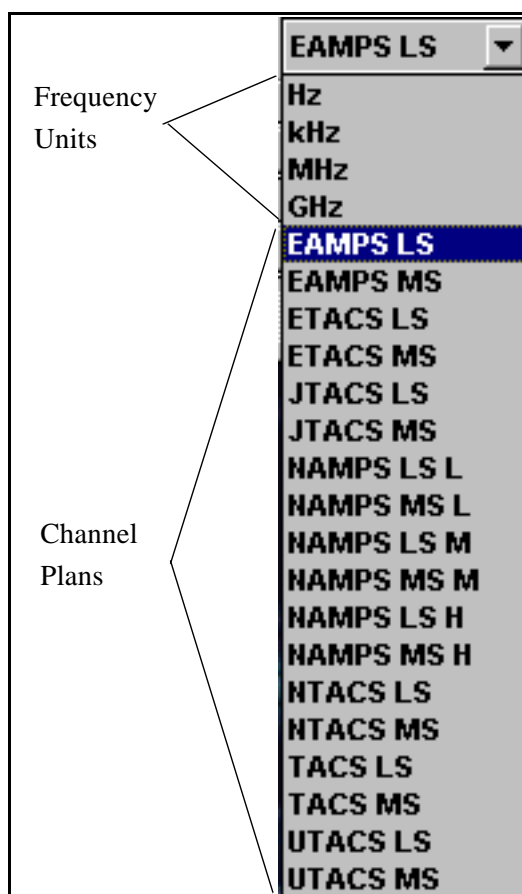 EAMPS LS
Frequency
Units
Hz
kHz
MHz
GHz
EAMPS LS
EAMPS MS
ETACS LS
ETACS MS
JTACS LS
JTACS MS
NAMPS LS L
NAMPS MS L
Channel
Plans
NAMPS LS M
NAMPS MS M
NAMPS LS H
NAMPS MS H
NTACS LS
NTACS MS
TACS LS
TACS MS
UTACS LS
UTACS MS